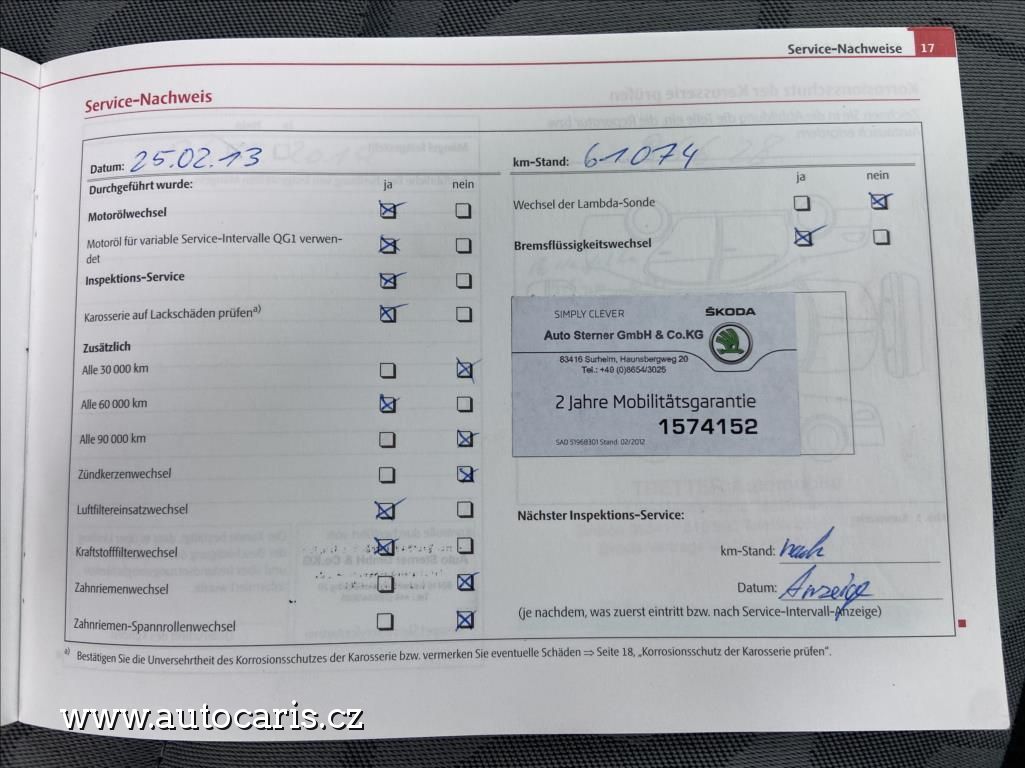 Service-Nachweise 17
Service-Nachweis
Datum: 25.02.13
km-Stand: 61074
Durchgeführt wurde: ja nein
ja nein
Motorölwechsel
Wechsel der Lambda-Sonde
Motoröl für variable Service-Intervalle QG1 verwen-
det
Bremsflüssigkeitswechsel
Inspektions-Service
Karosserie auf Lackschäden prüfen a)
Zusätzlich
Alle 30 000 km
Alle 60 000 km
Alle 90 000 km
Zündkerzenwechsel
Luftfiltereinsatzwechsel
Kraftstofffilterwechsel
Zahnriemenwechsel
Zahnriemen-Spannrollenwechsel
SIMPLY CLEVER ŠKODA
Auto Sterner GmbH & Co.KG
83416 Surheim, Haunsbergweg 20
Tel.: +49 (0)8654/3025
2 Jahre Mobilitätsgarantie
1574152
SAD 51968301 Stand: 02/2012
Nächster Inspektions-Service:
km-Stand: nach
Datum: Anzeige
(je nachdem, was zuerst eintritt bzw. nach Service-Intervall-Anzeige)
a) Bestätigen Sie die Unversehrtheit des Korrosionsschutzes der Karosserie bzw. vermerken Sie eventuelle Schäden ⇒ Seite 18, „Korrosionsschutz der Karosserie prüfen“.
www.autocaris.cz